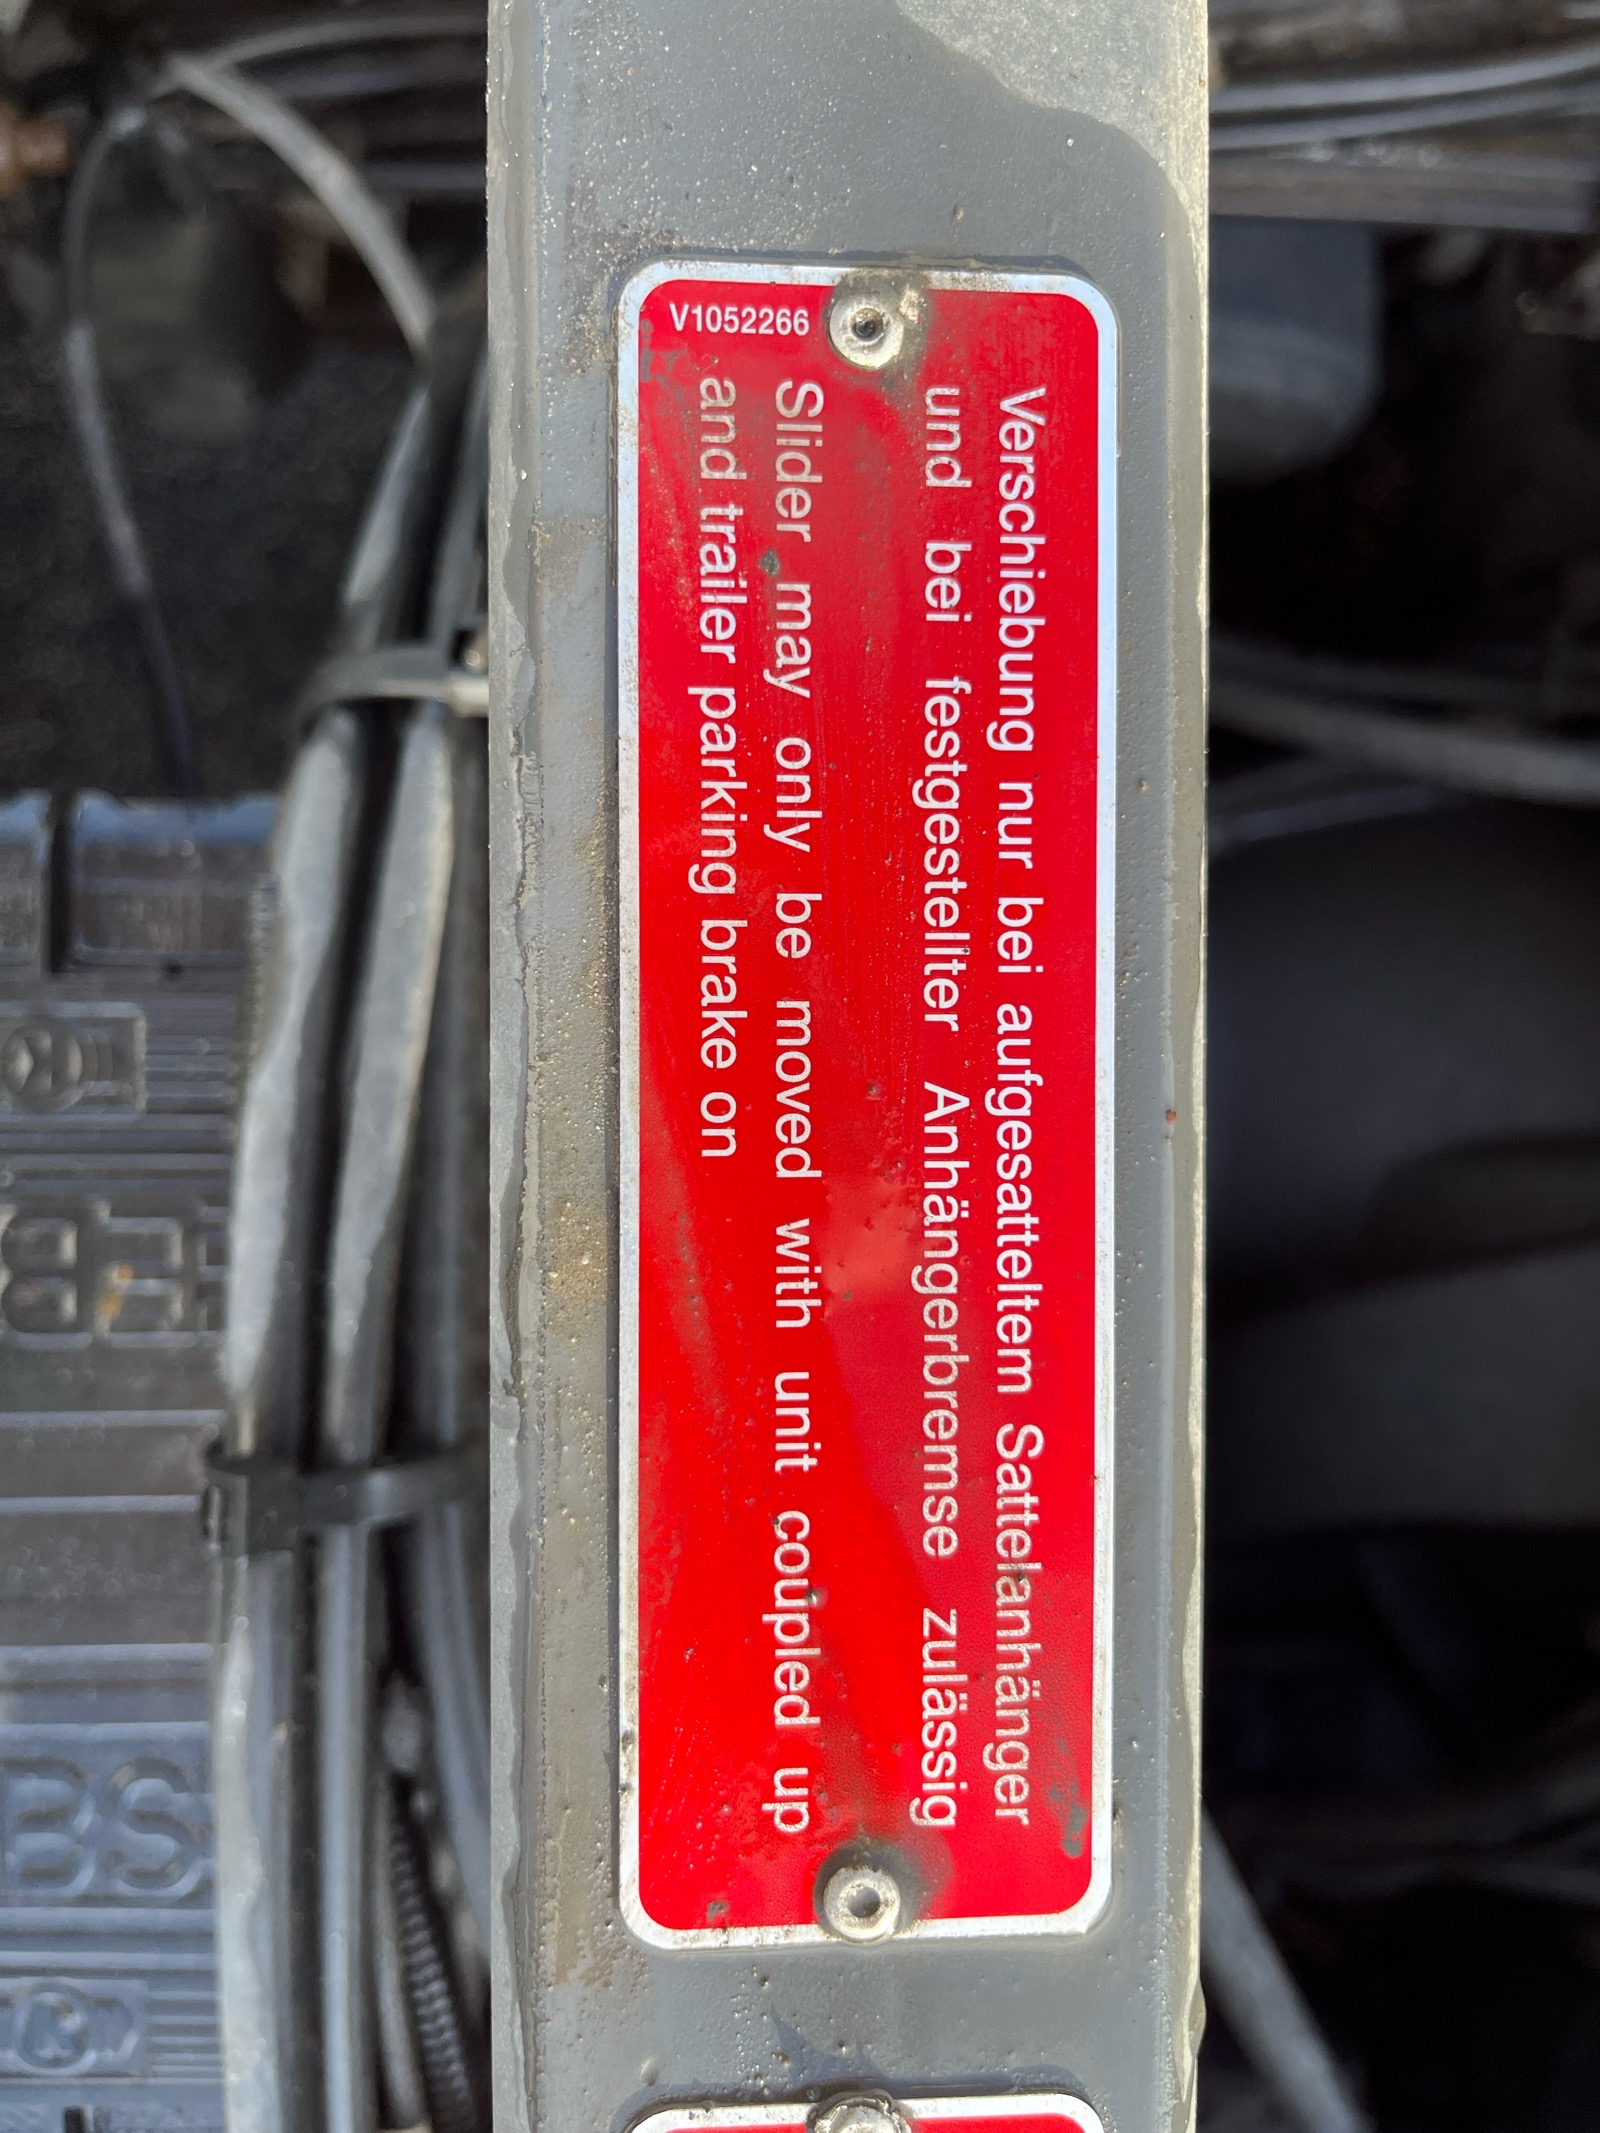 Verschiebung nur bei aufgesatteltem Sattelanhänger
und bei festgestellter Anhängerbremse zulässig
Slider may only be moved with unit coupled up
and trailer parking brake on
V1052266
BS